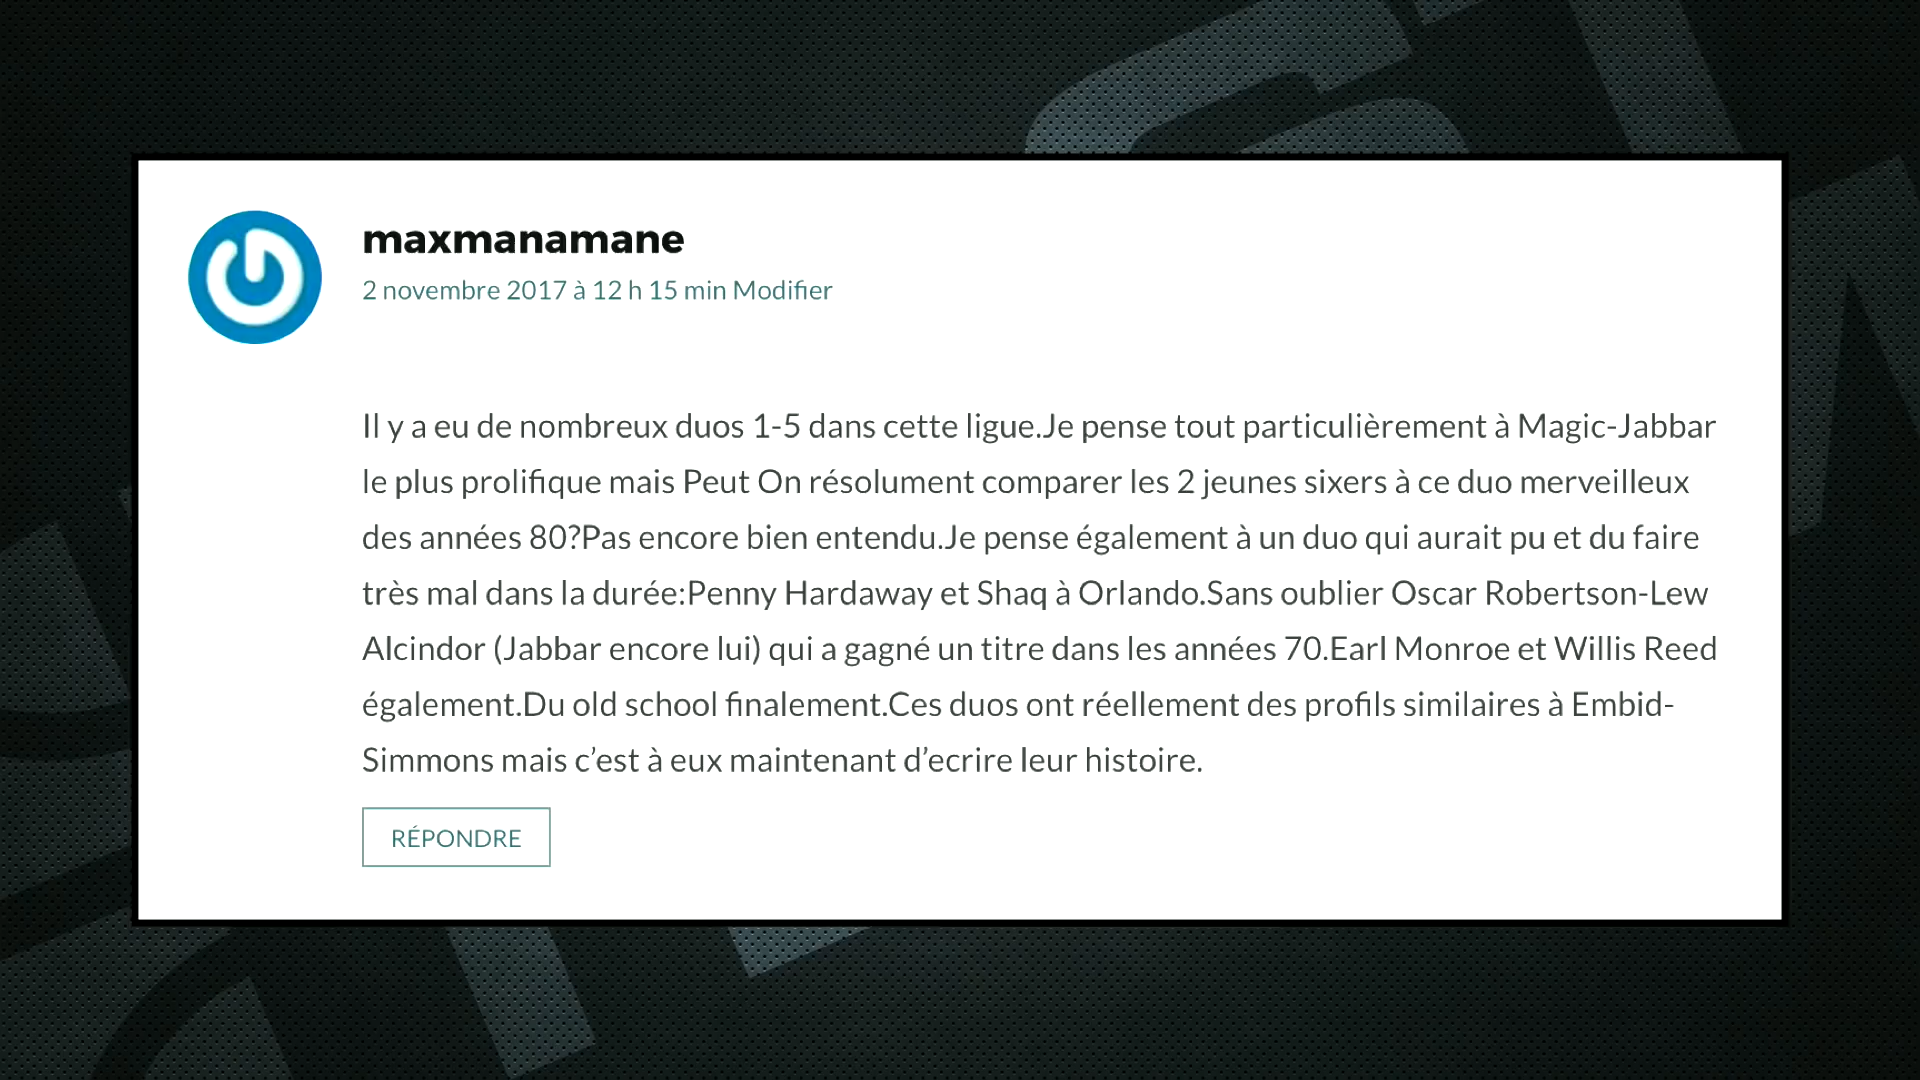 maxmanamane
2 novembre 2017 à 12 h 15 min Modifier
Il y a eu de nombreux duos 1-5 dans cette ligue.Je pense tout particulièrement à Magic-Jabbar
le plus prolifique mais Peut On résolument comparer les 2 jeunes sixers à ce duo merveilleux
des années 80?Pas encore bien entendu.Je pense également à un duo qui aurait pu et du faire
très mal dans la durée:Penny Hardaway et Shaq à Orlando.Sans oublier Oscar Robertson-Lew
Alcindor (Jabbar encore lui) qui a gagné un titre dans les années 70.Earl Monroe et Willis Reed
également.Du old school finalement.Ces duos ont réellement des profils similaires à Embid-
Simmons mais c’est à eux maintenant d’ecrire leur histoire.
RÉPONDRE